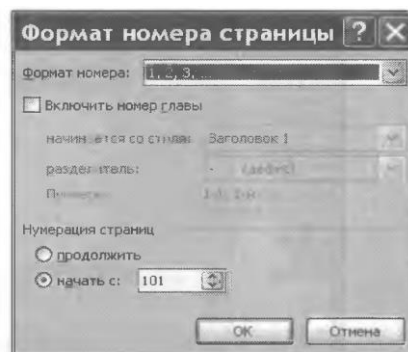 Формат номера страницы
Формат номера: 1, 2, 3, ...
Включить номер главы
начинается со стиля: Заголовок 1
разделитель: - (дефис)
Нумерация страниц
продолжить
начать с: 101
ОК Отмена